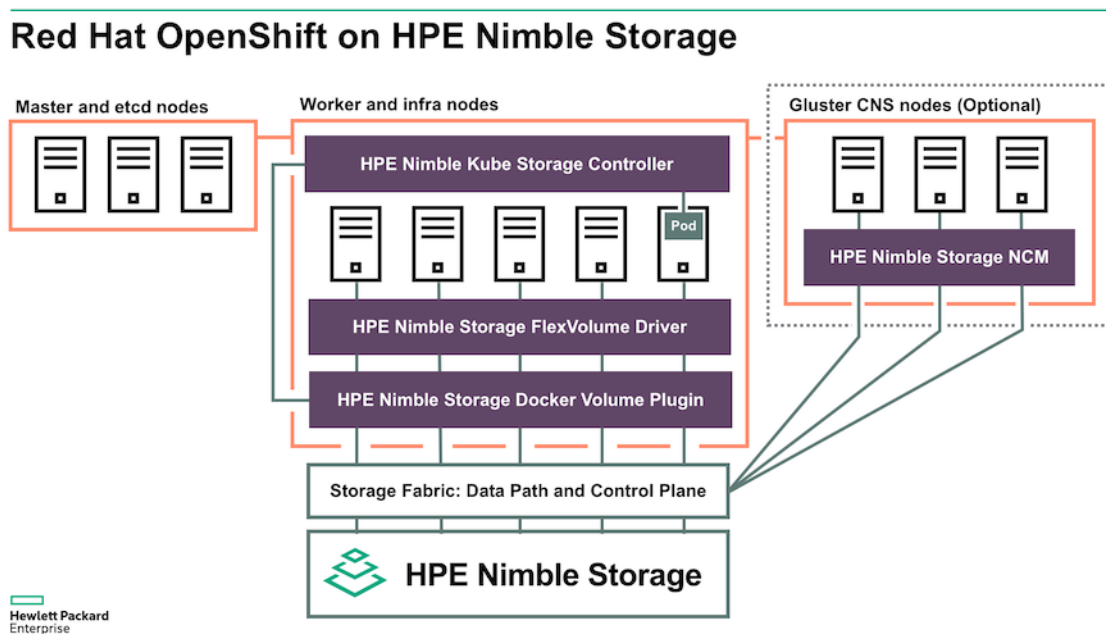 Red Hat OpenShift on HPE Nimble Storage
Master and etcd nodes
Worker and infra nodes
Gluster CNS nodes (Optional)
HPE Nimble Kube Storage Controller
Pod
HPE Nimble Storage NCM
HPE Nimble Storage FlexVolume Driver
HPE Nimble Storage Docker Volume Plugin
Storage Fabric: Data Path and Control Plane
HPE Nimble Storage
Hewlett Packard
Enterprise